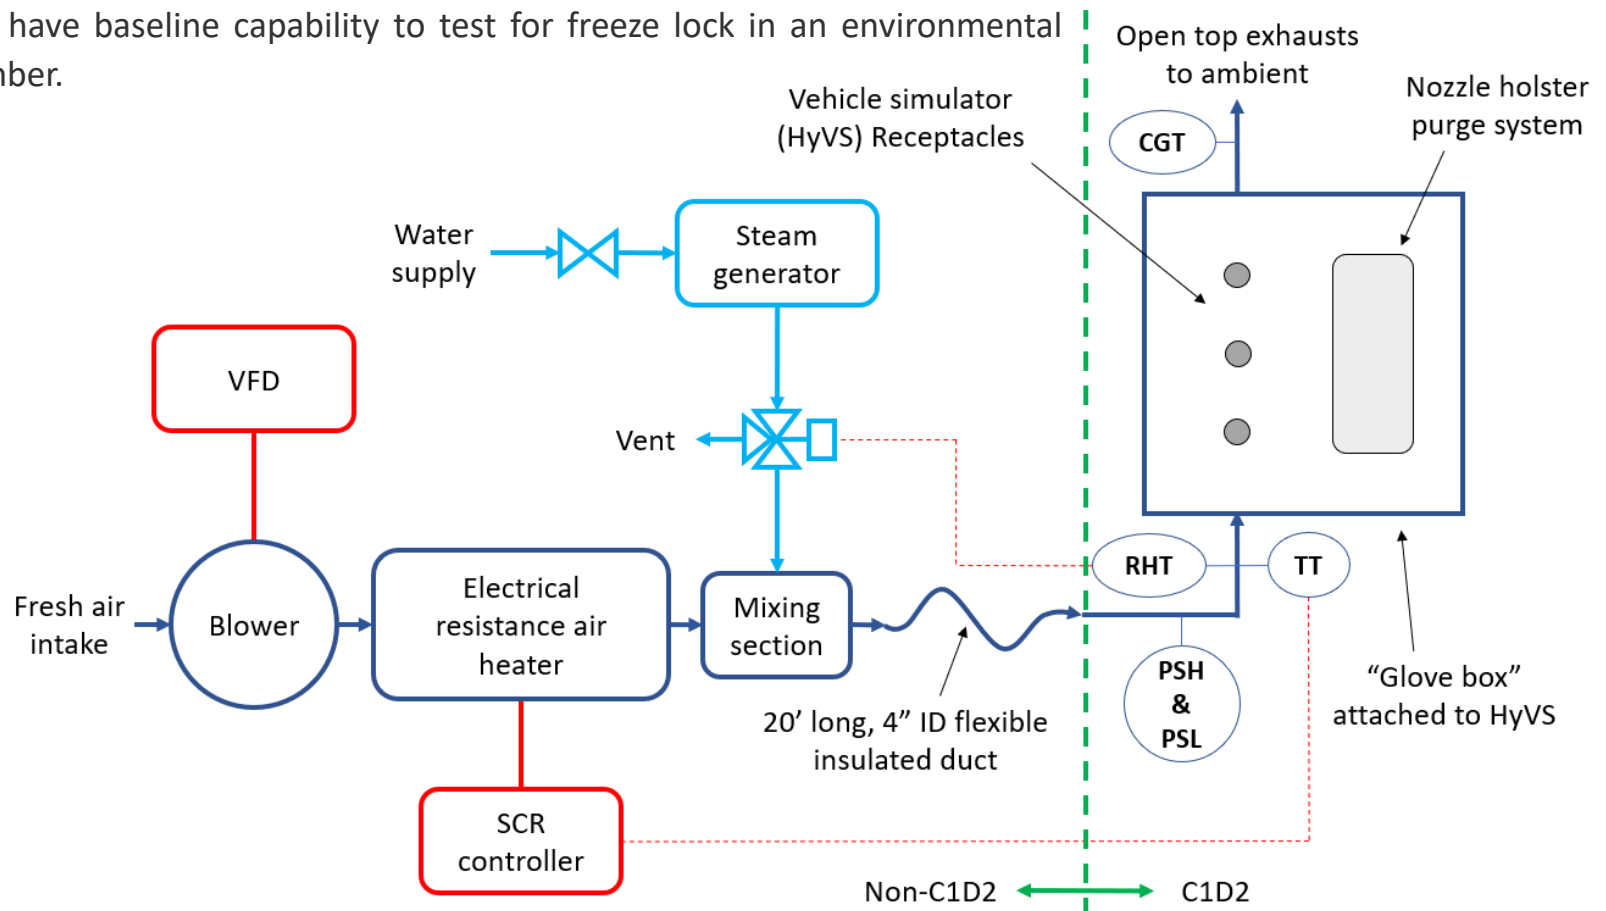 have baseline capability to test for freeze lock in an environmental
Open top exhausts
to ambient
Nozzle holster
purge system
Vehicle simulator
(HyVS) Receptacles
CGT
Water
supply
Steam
generator
VFD
Vent
Fresh air
intake
Blower
Electrical
resistance air
heater
Mixing
section
RHT
TT
PSH
&
PSL
20’ long, 4” ID flexible
insulated duct
“Glove box”
attached to HyVS
SCR
controller
Non-C1D2
C1D2